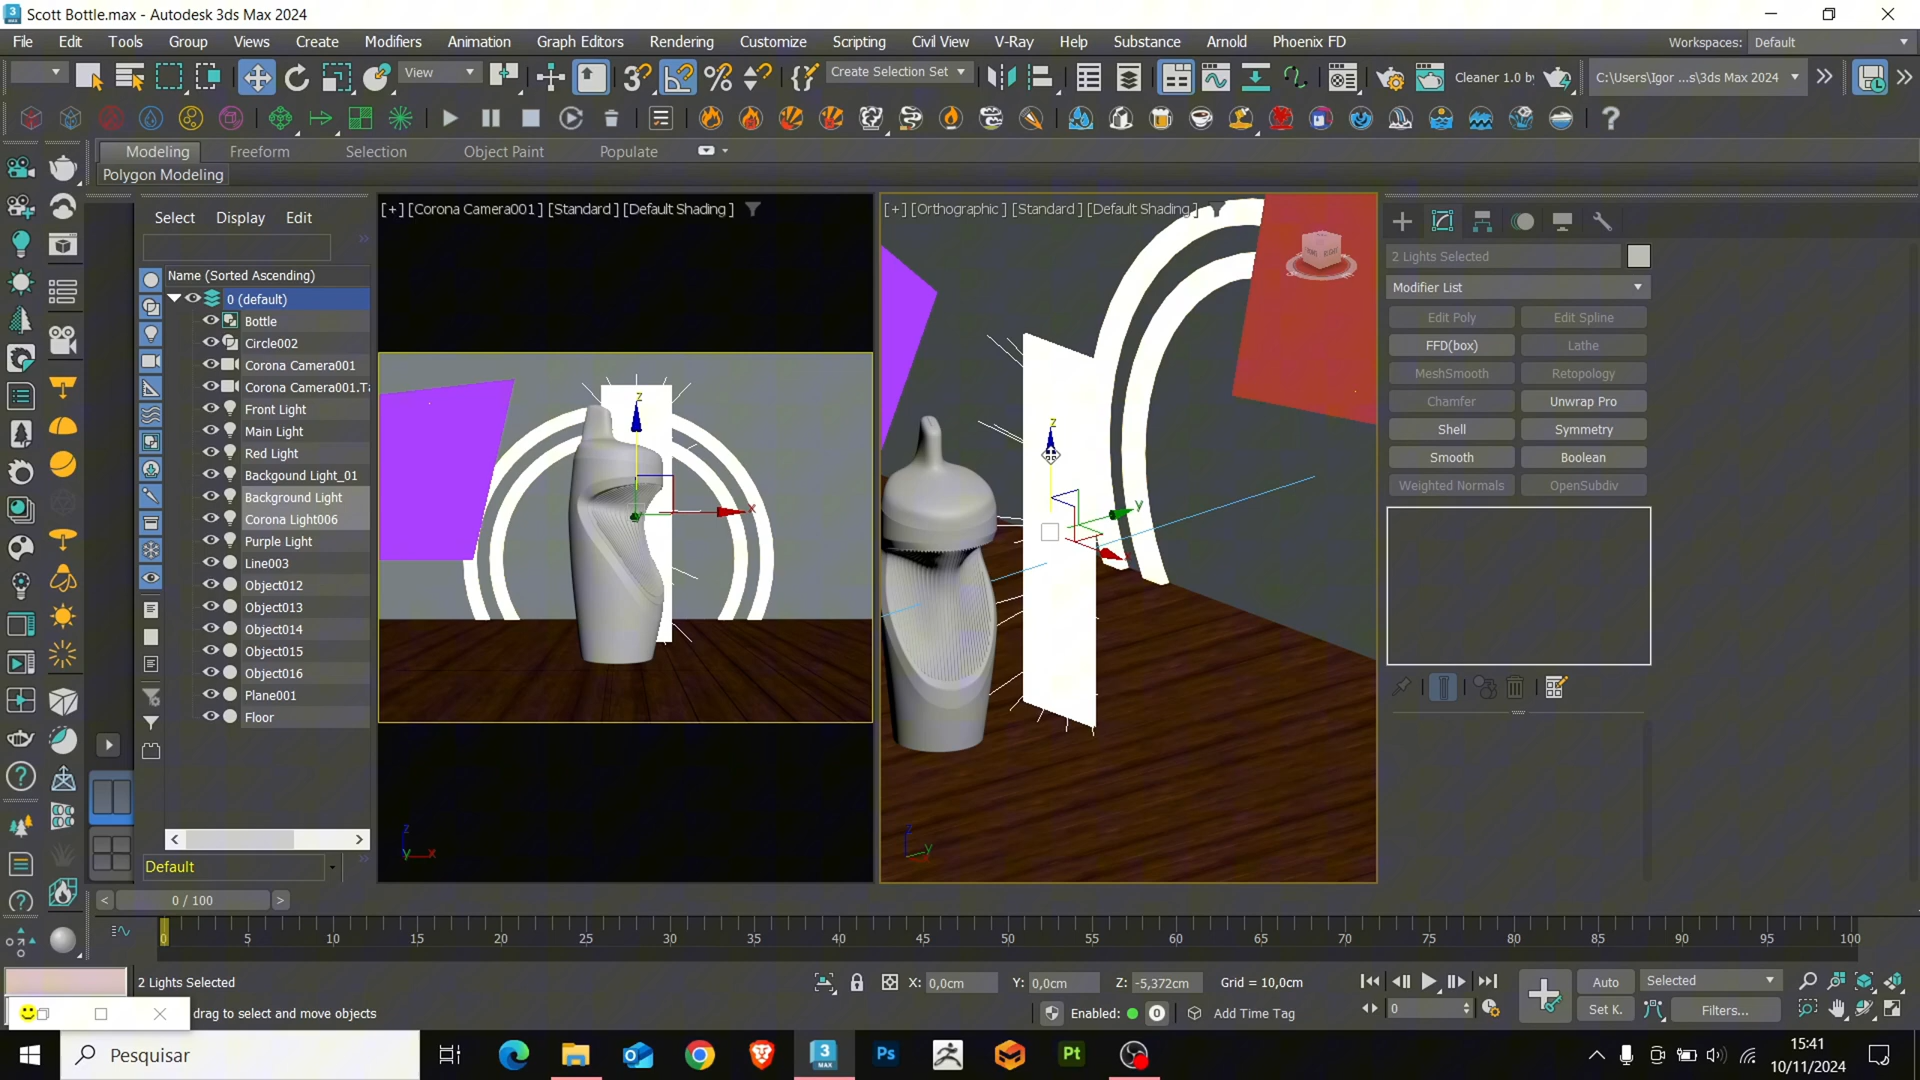 Scott Bottle.max - Autodesk 3ds Max 2024
File Edit Tools Group Views Create Modifiers Animation Graph Editors Rendering Customize Scripting Civil View V-Ray Help Substance Arnold Phoenix FD
Workspaces: Default
View Create Selection Set Cleaner 1.0 by C:\Users\Igor ...s\3ds Max 2024
Modeling Freeform Selection Object Paint Populate
Polygon Modeling
Select Display Edit
Name (Sorted Ascending)
0 (default)
Bottle
Circle002
Corona Camera001
Corona Camera001.Ta
Front Light
Main Light
Red Light
Backgound Light_01
Background Light
Corona Light006
Purple Light
Line003
Object012
Object013
Object014
Object015
Object016
Plane001
Floor
Default
[+] [Corona Camera001 ] [Standard ] [Default Shading ]
z
x
y
z
y x
[+] [Orthographic ] [Standard ] [Default Shading ]
z
y
z
y
2 Lights Selected
Modifier List
Edit Poly Edit Spline
FFD(box) Lathe
MeshSmooth Retopology
Chamfer Unwrap Pro
Shell Symmetry
Smooth Boolean
Weighted Normals OpenSubdiv
< 0 / 100 >
0 5 10 15 20 25 30 35 40 45 50 55 60 65 70 75 80 85 90 95 100
2 Lights Selected X: 0,0cm Y: 0,0cm Z: -5,372cm Grid = 10,0cm Auto Selected
drag to select and move objects Enabled: 0 Add Time Tag 0 Set K. Filters...
Pesquisar
3
MAX
Ps
Pt
15:41
10/11/2024